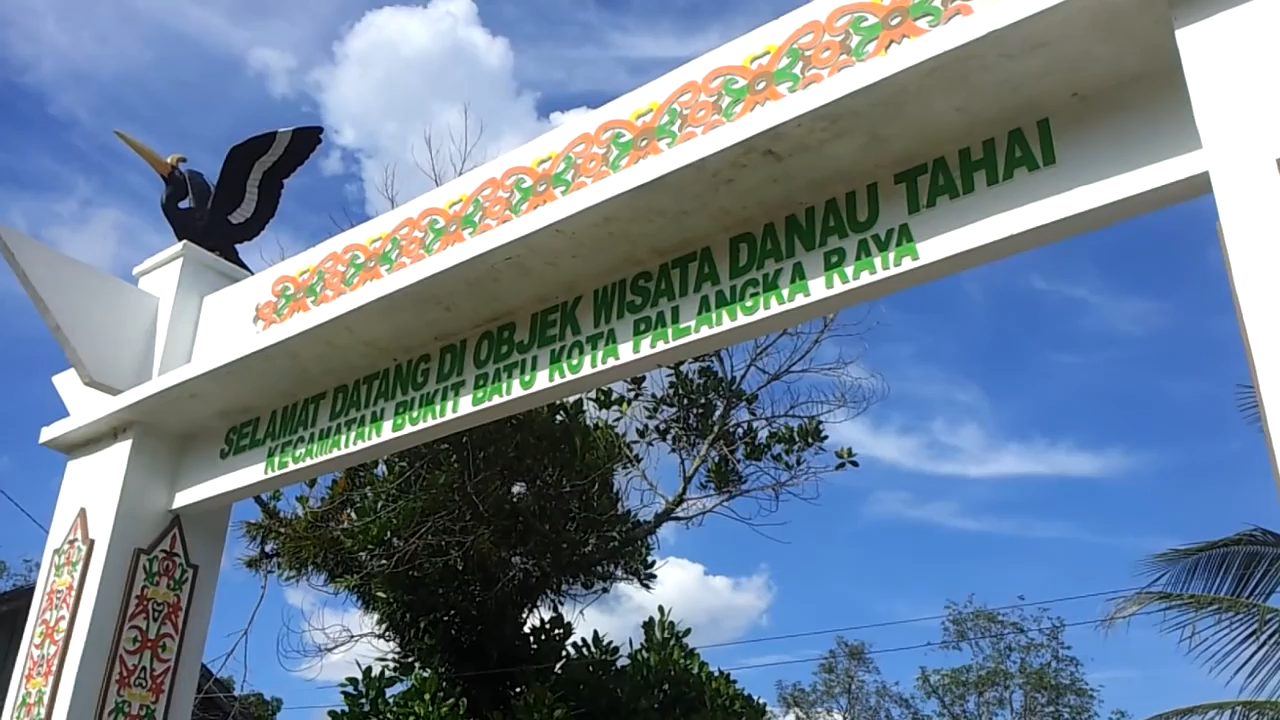 SELAMAT DATANG DI OBJEK WISATA DANAU TAHAI
KECAMATAN BUKIT BATU KOTA PALANGKA RAYA